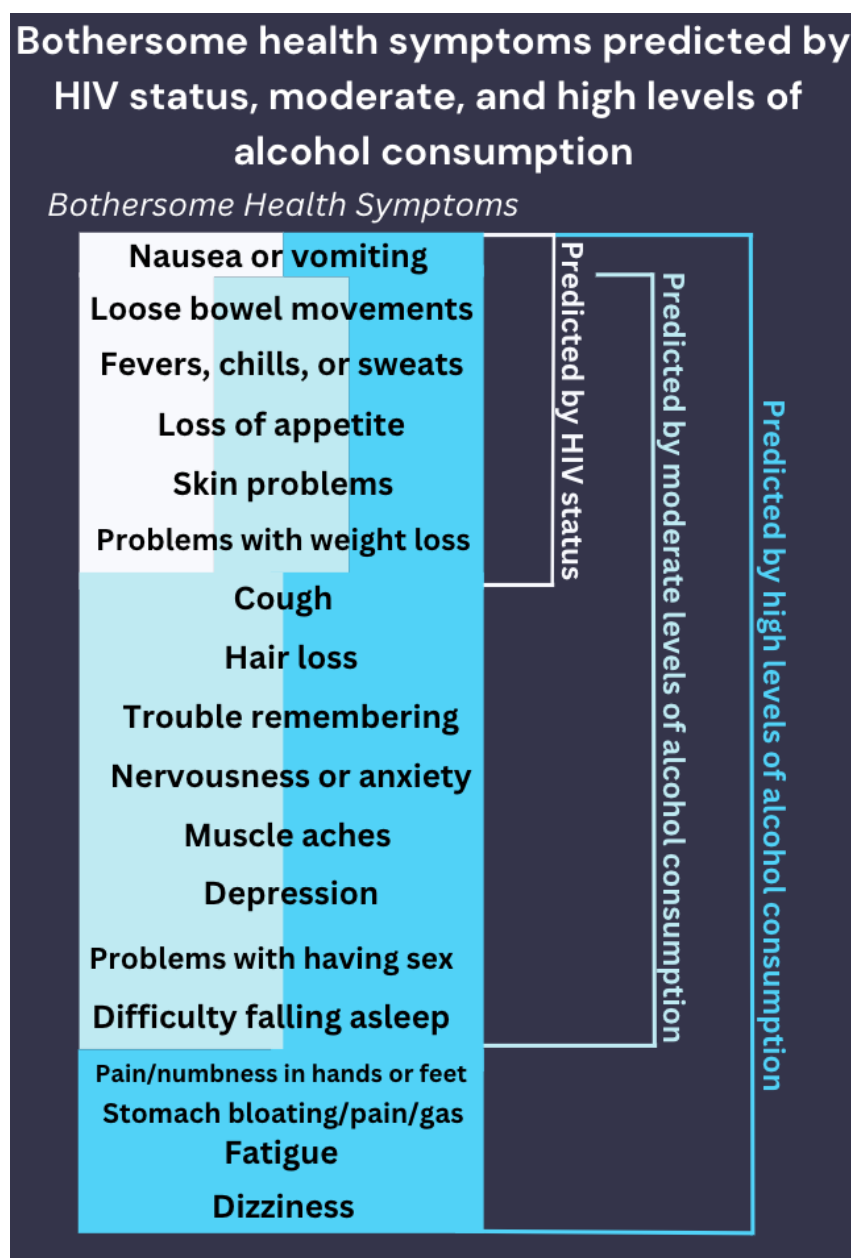 Bothersome health symptoms predicted by
HIV status, moderate, and high levels of
alcohol consumption
Bothersome Health Symptoms
Nausea or vomiting
Loose bowel movements
Fevers, chills, or sweats
Loss of appetite
Skin problems
Problems with weight loss
Cough
Hair loss
Trouble remembering
Nervousness or anxiety
Muscle aches
Depression
Problems with having sex
Difficulty falling asleep
Pain/numbness in hands or feet
Stomach bloating/pain/gas
Fatigue
Dizziness
Predicted by HIV status
Predicted by moderate levels of alcohol consumption
Predicted by high levels of alcohol consumption